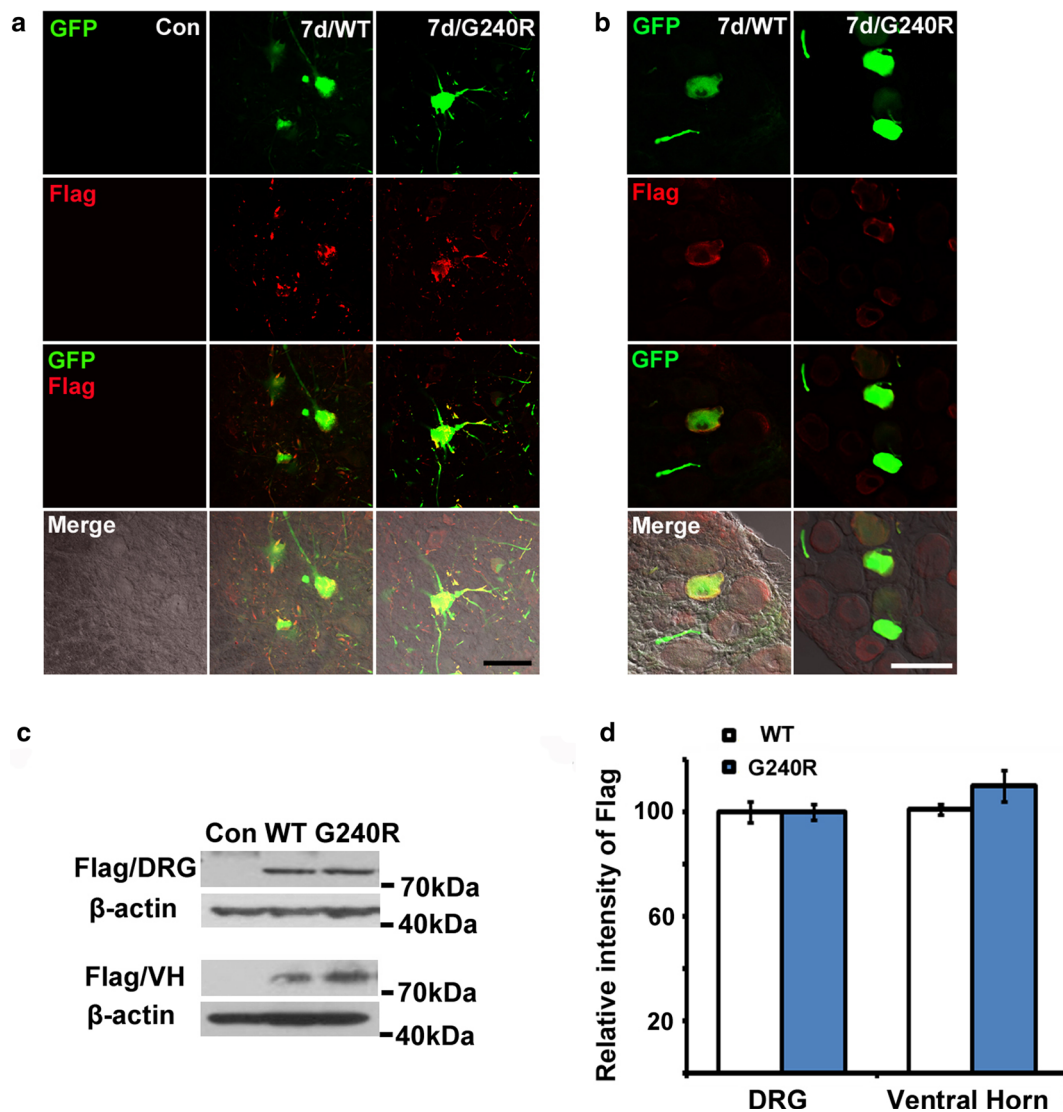 a
GFP Con 7d/WT 7d/G240R
Flag
GFP
Flag
Merge
b
GFP 7d/WT 7d/G240R
Flag
GFP
Merge
c
Con WT G240R
Flag/DRG
70kDa
β-actin
40kDa
Flag/VH
70kDa
β-actin
40kDa
d
WT
G240R
Relative intensity of Flag
100
60
20
DRG Ventral Horn